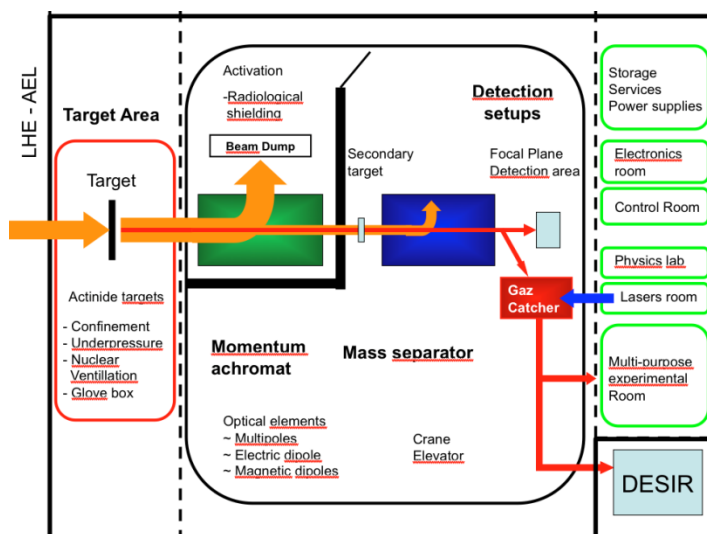 LHE - AEL
Target Area
Target
Actinide targets
- Confinement
- Underpressure
- Nuclear
Ventillation
- Glove box
Activation
-Radiological
shielding
Beam Dump
Secondary
target
Detection
setups
Focal Plane
Detection area
Gaz
Catcher
Momentum
achromat
Mass separator
Optical elements
~ Multipoles
~ Electric dipole
~ Magnetic dipoles
Crane
Elevator
Storage
Services
Power supplies
Electronics
room
Control Room
Physics lab
Lasers room
Multi-purpose
experimental
Room
DESIR